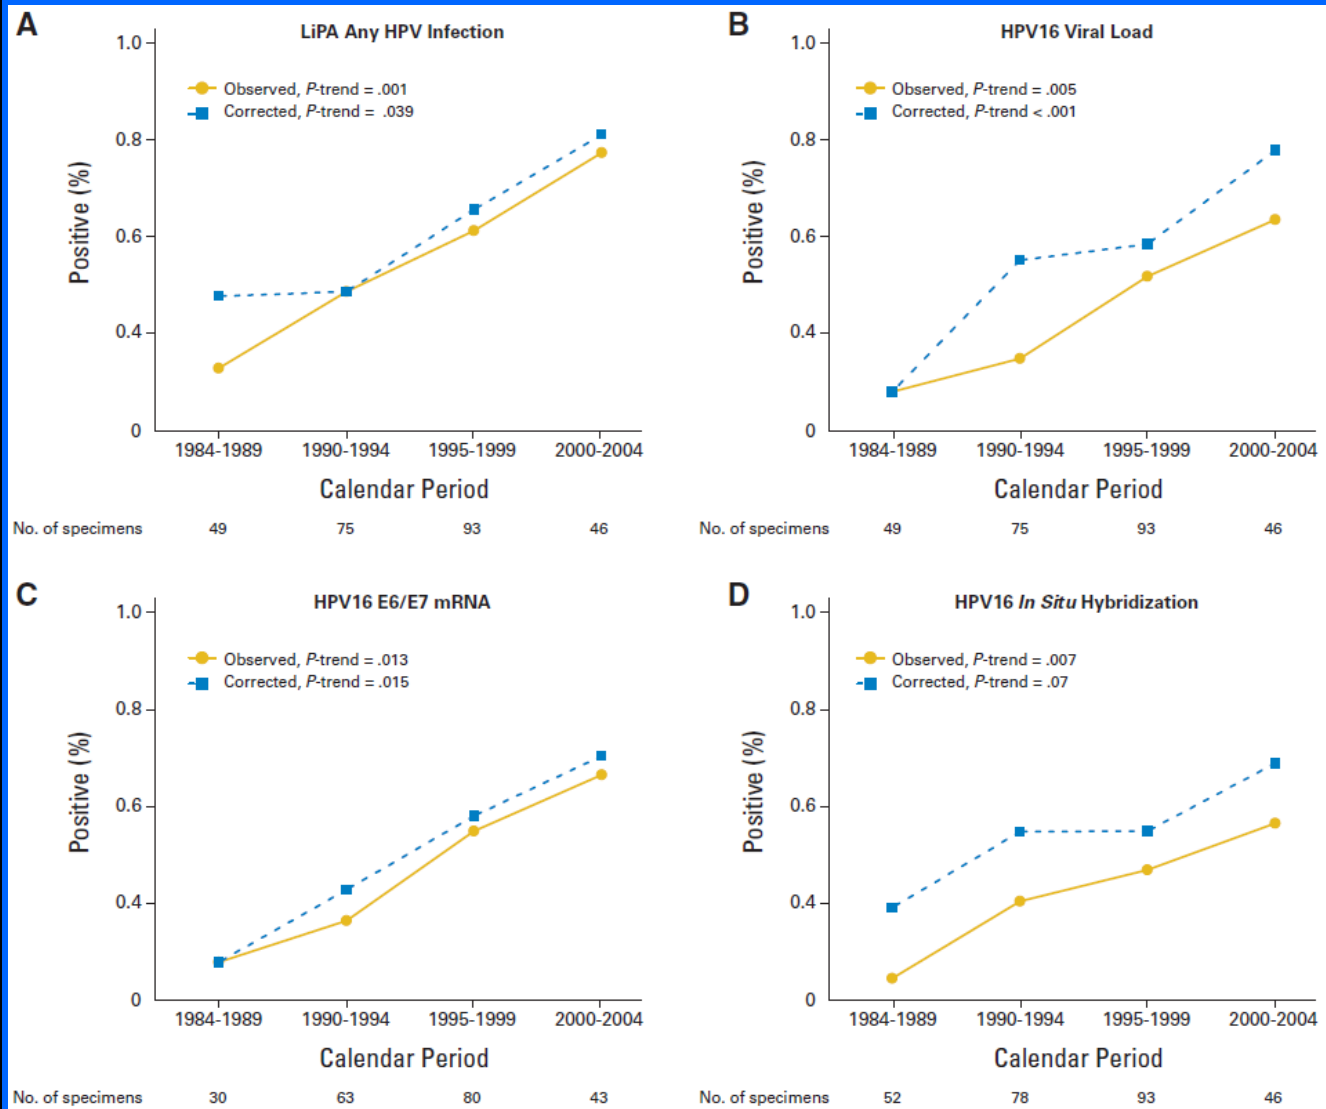 A
LiPA Any HPV Infection
Observed, P-trend = .001
Corrected, P-trend = .039
Positive (%)
1.0
0.8
0.6
0.4
0
1984-1989 1990-1994 1995-1999 2000-2004
Calendar Period
No. of specimens 49 75 93 46
B
HPV16 Viral Load
Observed, P-trend = .005
Corrected, P-trend < .001
Positive (%)
1.0
0.8
0.6
0.4
0
1984-1989 1990-1994 1995-1999 2000-2004
Calendar Period
No. of specimens 49 75 93 46
C
HPV16 E6/E7 mRNA
Observed, P-trend = .013
Corrected, P-trend = .015
Positive (%)
1.0
0.8
0.6
0.4
0
1984-1989 1990-1994 1995-1999 2000-2004
Calendar Period
No. of specimens 30 63 80 43
D
HPV16 In Situ Hybridization
Observed, P-trend = .007
Corrected, P-trend = .07
Positive (%)
1.0
0.8
0.6
0.4
0
1984-1989 1990-1994 1995-1999 2000-2004
Calendar Period
No. of specimens 52 78 93 46